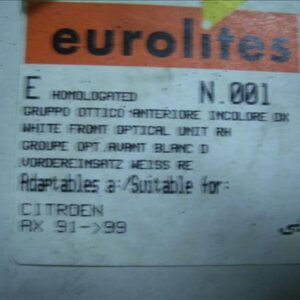 eurolites
E HOMOLOGATED N.001
GRUPPO OTTICO ANTERIORE INCOLORE DX
WHITE FRONT OPTICAL UNIT RH
GROUPE OPT.AVANT BLANC D
VORDEREINSATZ WEISS RE
Adaptables a:/Suitable for:
CITROEN
AX 91->99